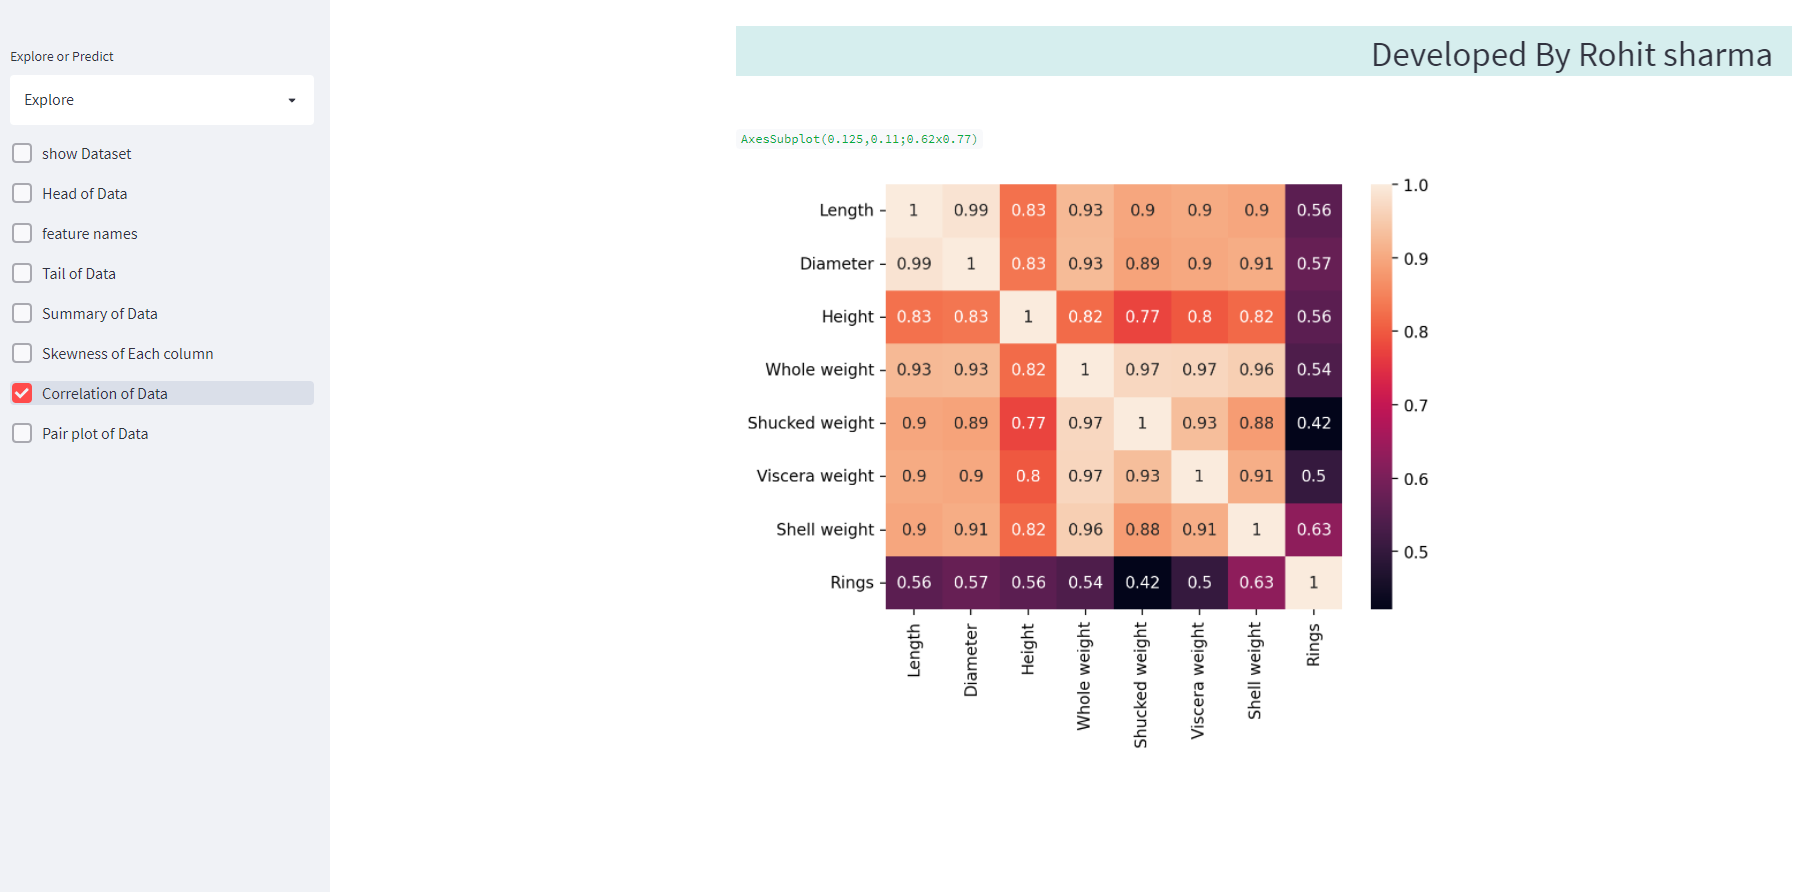 Explore or Predict
Explore
show Dataset
Head of Data
feature names
Tail of Data
Summary of Data
Skewness of Each column
Correlation of Data
Pair plot of Data
Developed By Rohit sharma
AxesSubplot(0.125,0.11;0.62x0.77)
Length 1 0.99 0.83 0.93 0.9 0.9 0.9 0.56
Diameter 0.99 1 0.83 0.93 0.89 0.9 0.91 0.57
Height 0.83 0.83 1 0.82 0.77 0.8 0.82 0.56
Whole weight 0.93 0.93 0.82 1 0.97 0.97 0.96 0.54
Shucked weight 0.9 0.89 0.77 0.97 1 0.93 0.88 0.42
Viscera weight 0.9 0.9 0.8 0.97 0.93 1 0.91 0.5
Shell weight 0.9 0.91 0.82 0.96 0.88 0.91 1 0.63
Rings 0.56 0.57 0.56 0.54 0.42 0.5 0.63 1
Length
Diameter
Height
Whole weight
Shucked weight
Viscera weight
Shell weight
Rings
1.0
0.9
0.8
0.7
0.6
0.5